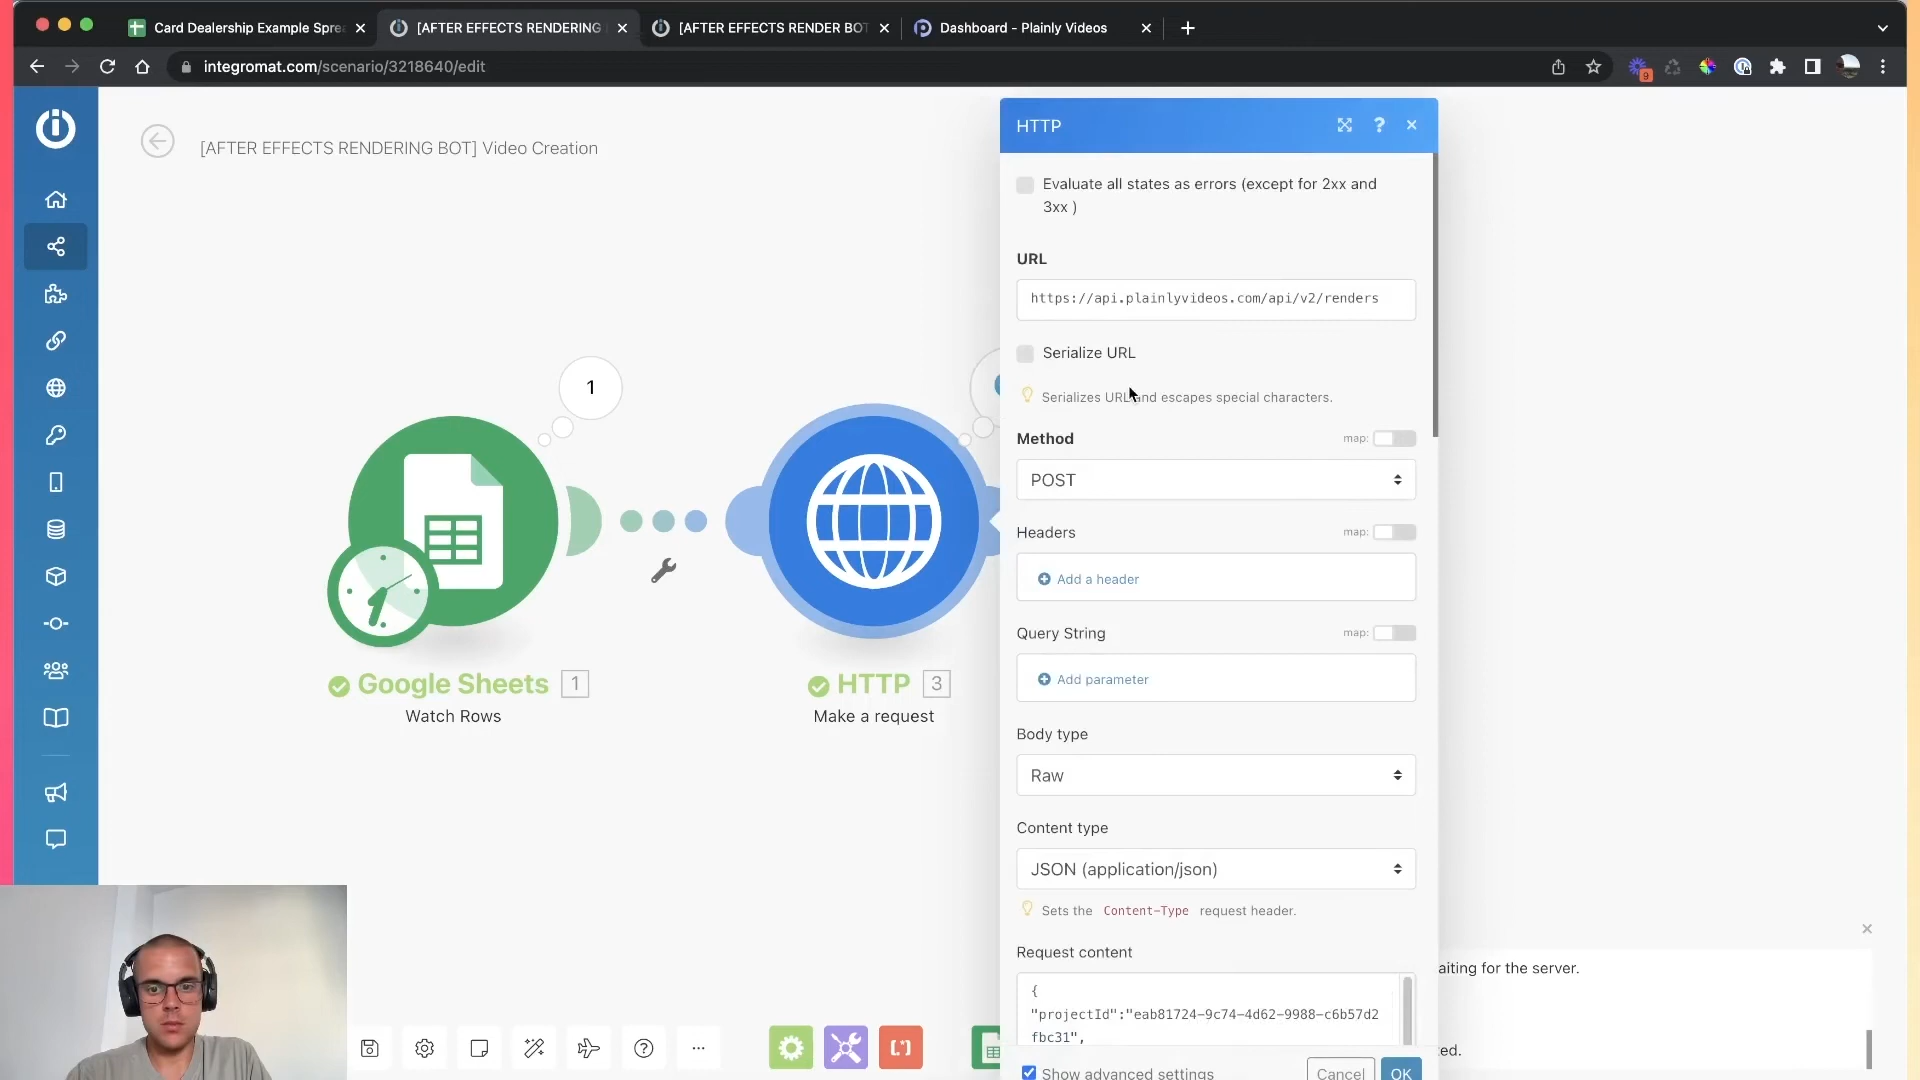 Card Dealership Example Spre
[AFTER EFFECTS RENDERING
[AFTER EFFECTS RENDER BOT
Dashboard - Plainly Videos
integromat.com/scenario/3218640/edit
9
[AFTER EFFECTS RENDERING BOT] Video Creation
HTTP
?
Evaluate all states as errors (except for 2xx and
3xx )
URL
https://api.plainlyvideos.com/api/v2/renders
Serialize URL
Serializes URL and escapes special characters.
Method
map:
POST
Headers
map:
Add a header
Query String
map:
Add parameter
Body type
Raw
Content type
JSON (application/json)
Sets the Content-Type request header.
Request content
{
"projectId":"eab81724-9c74-4d62-9988-c6b57d2
fbc31",
Show advanced settings
Cancel
OK
1
Google Sheets 1
Watch Rows
HTTP 3
Make a request
aiting for the server.
ted.